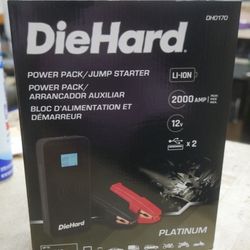 DH0170
DieHard
POWER PACK/JUMP STARTER
POWER PACK/
ARRANCADOR AUXILIAR
BLOC D'ALIMENTATION ET
DÉMARREUR
LI-ION
2000 AMP
12V
x 2
DieHard
PLATINUM